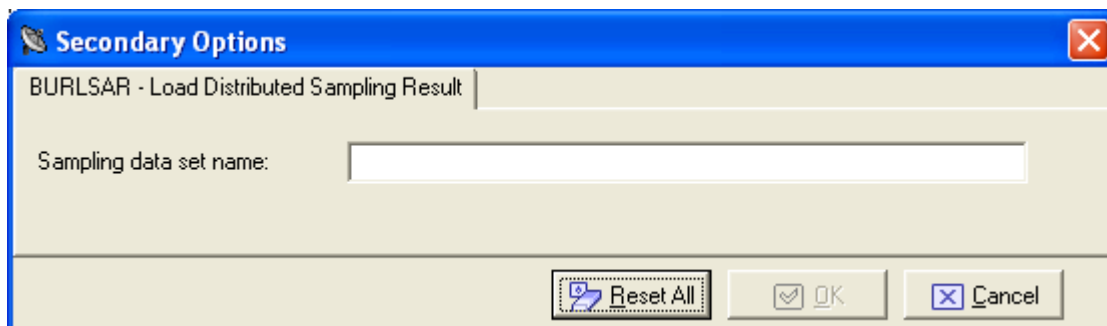 Secondary Options
BURLSAR - Load Distributed Sampling Result
Sampling data set name:
Reset All OK Cancel